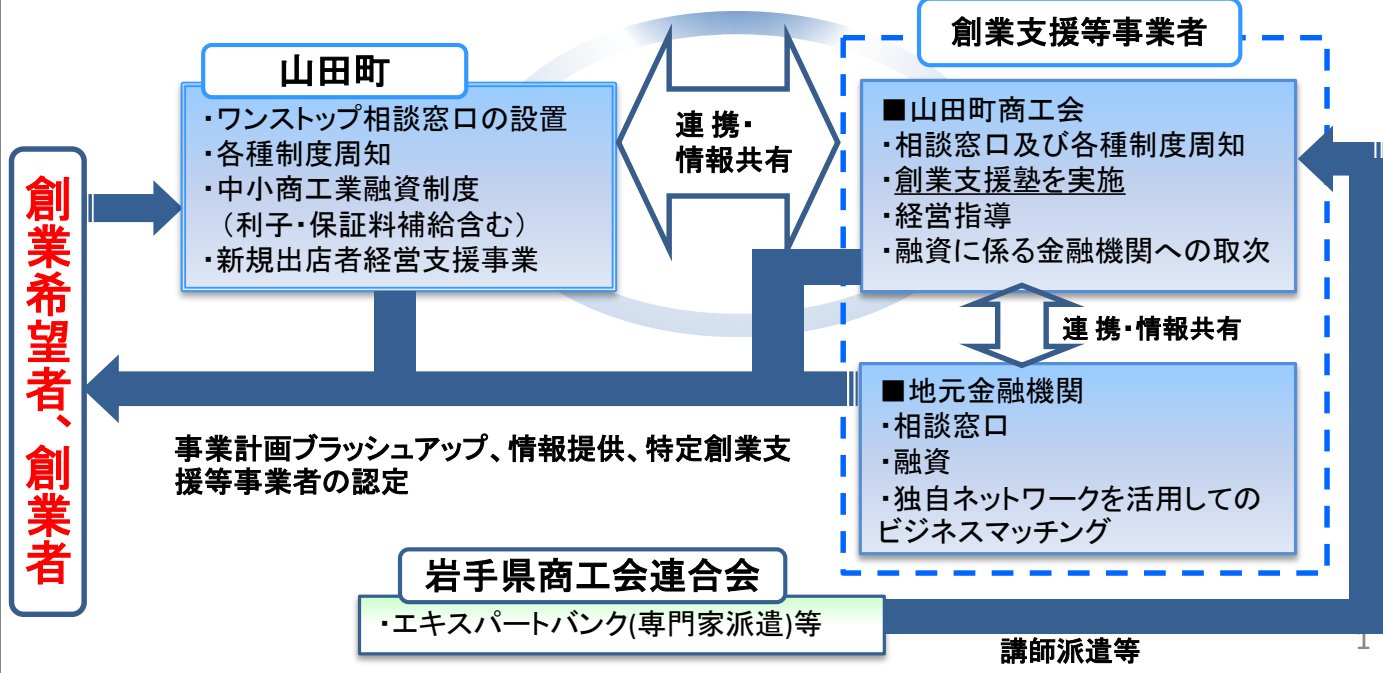 創業希望者、創業者
山田町
・ワンストップ相談窓口の設置
・各種制度周知
・中小商工業融資制度
（利子・保証料補給含む）
・新規出店者経営支援事業
連 携・
情報共有
創業支援等事業者
■山田町商工会
・相談窓口及び各種制度周知
・創業支援塾を実施
・経営指導
・融資に係る金融機関への取次
連 携・情報共有
■地元金融機関
・相談窓口
・融資
・独自ネットワークを活用しての
ビジネスマッチング
事業計画ブラッシュアップ、情報提供、特定創業支
援等事業者の認定
岩手県商工会連合会
・エキスパートバンク(専門家派遣)等
講師派遣等
1